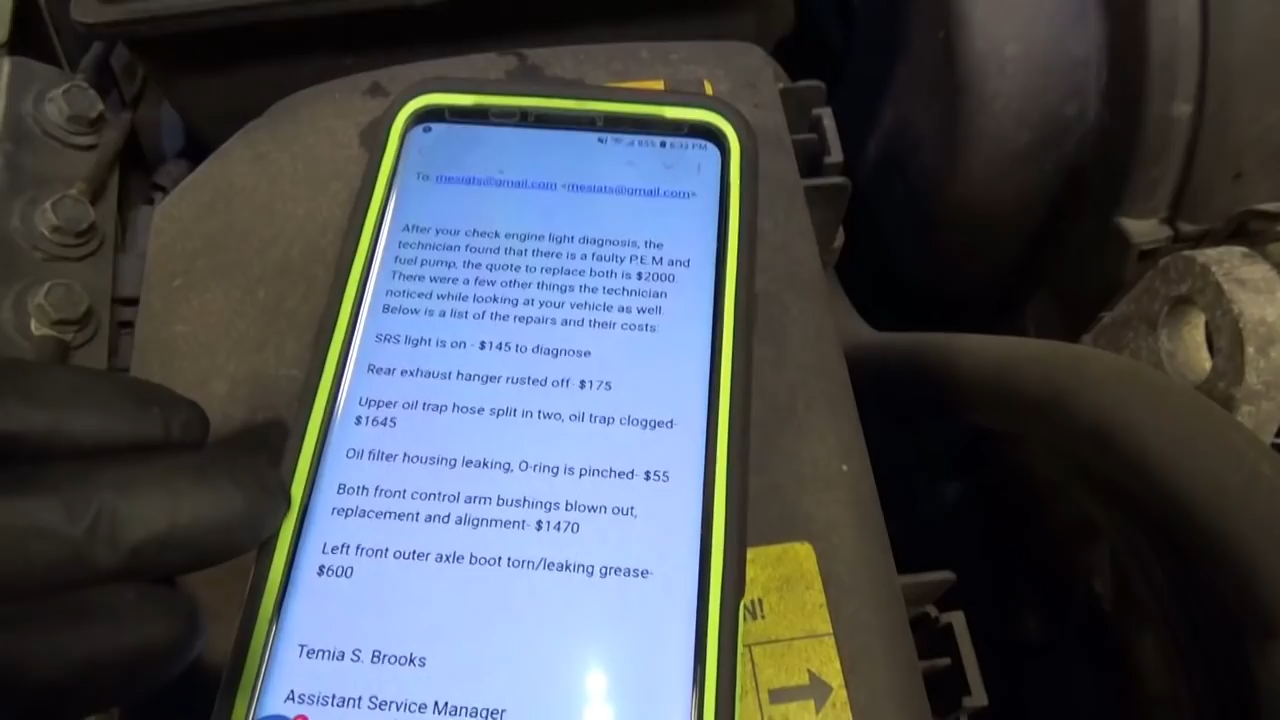 85% 6:33 PM
To: mesiats@gmail.com <mesiats@gmail.com>
After your check engine light diagnosis, the
technician found that there is a faulty P.E.M and
fuel pump, the quote to replace both is $2000.
There were a few other things the technician
noticed while looking at your vehicle as well.
Below is a list of the repairs and their costs:
SRS light is on - $145 to diagnose
Rear exhaust hanger rusted off- $175
Upper oil trap hose split in two, oil trap clogged-
$1645
Oil filter housing leaking, O-ring is pinched- $55
Both front control arm bushings blown out,
replacement and alignment- $1470
Left front outer axle boot torn/leaking grease-
$600
Temia S. Brooks
Assistant Service Manager
N!